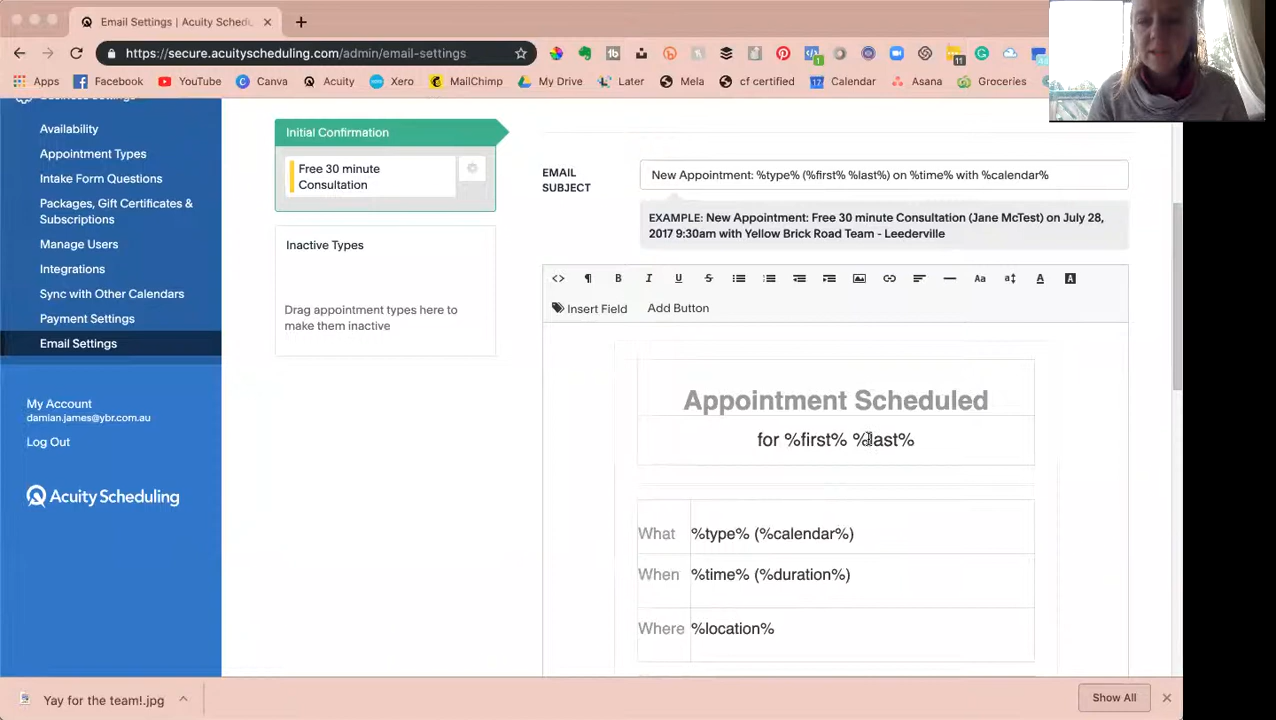 Email Settings | Acuity Schedu
https://secure.acuityscheduling.com/admin/email-settings
Apps
Facebook
YouTube
Canva
Acuity
Xero
MailChimp
My Drive
Later
Mela
cf certified
Calendar
Asana
Groceries
Availability
Appointment Types
Intake Form Questions
Packages, Gift Certificates &
Subscriptions
Manage Users
Integrations
Sync with Other Calendars
Payment Settings
Email Settings
My Account
damian.james@ybr.com.au
Log Out
Acuity Scheduling
Initial Confirmation
Free 30 minute
Consultation
Inactive Types
Drag appointment types here to
make them inactive
EMAIL
SUBJECT
New Appointment: %type% (%first% %last%) on %time% with %calendar%
EXAMPLE: New Appointment: Free 30 minute Consultation (Jane McTest) on July 28,
2017 9:30am with Yellow Brick Road Team - Leederville
Insert Field
Add Button
Appointment Scheduled
for %first% %last%
What %type% (%calendar%)
When %time% (%duration%)
Where %location%
Yay for the team!.jpg
Show All